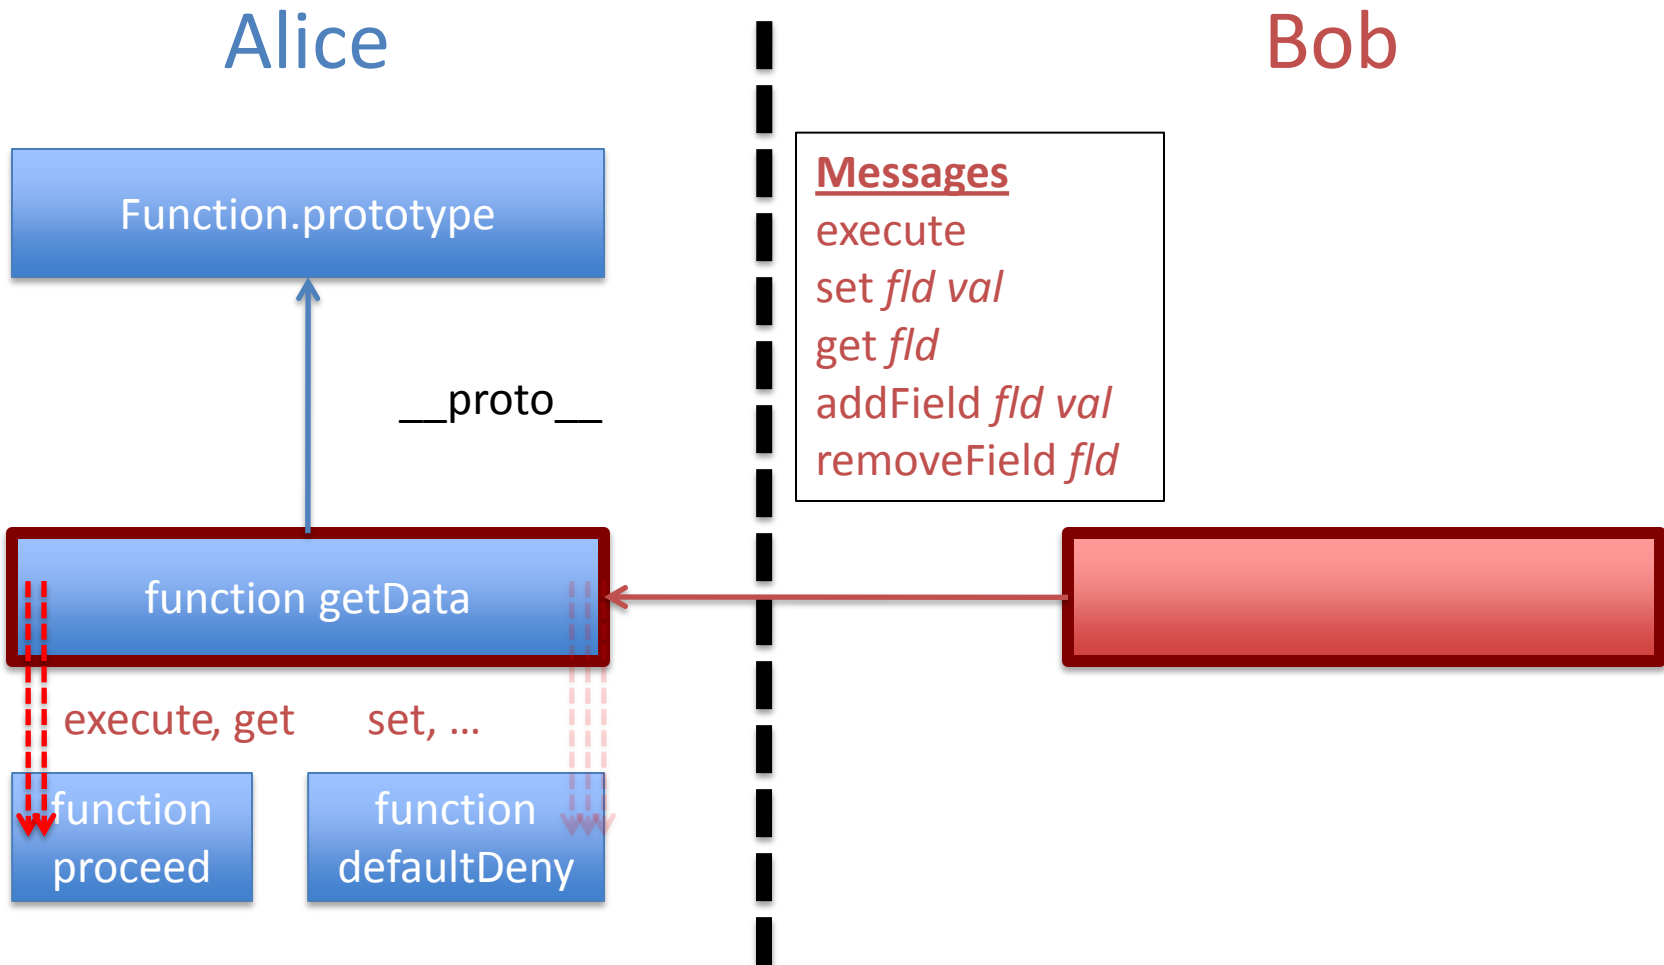 Alice
Bob
Function.prototype
__proto__
Messages
execute
set fld val
get fld
addField fld val
removeField fld
function getData
execute, get
set, ...
function
proceed
function
defaultDeny